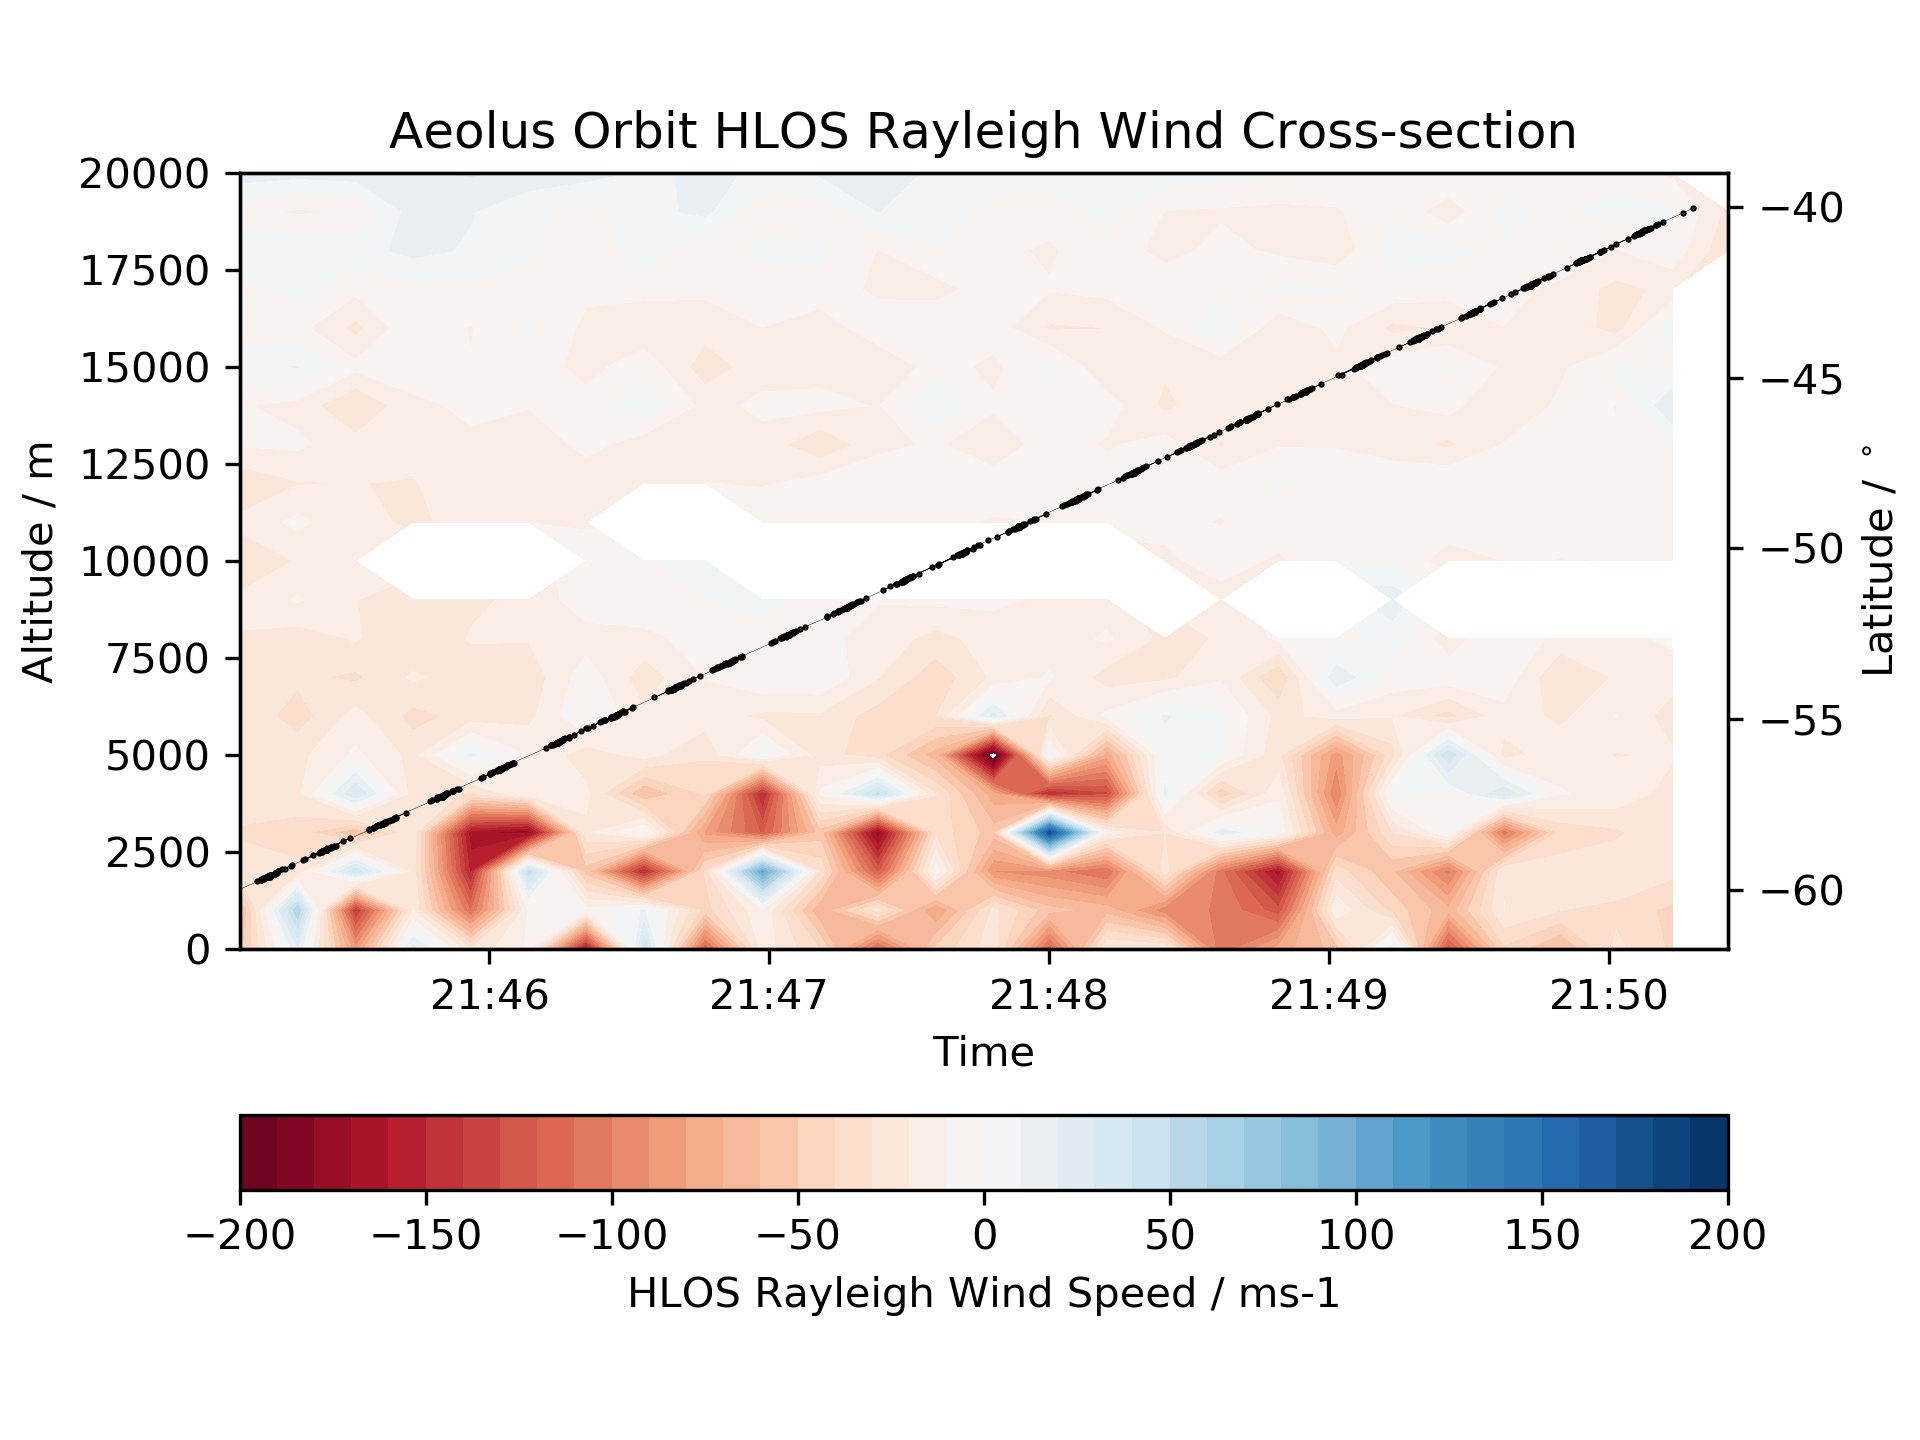 Aeolus Orbit HLOS Rayleigh Wind Cross-section
20000
17500
15000
12500
10000
7500
5000
2500
0
Altitude / m
−40
−45
−50
−55
−60
Latitude / °
21:46 21:47 21:48 21:49 21:50
Time
−200 −150 −100 −50 0 50 100 150 200
HLOS Rayleigh Wind Speed / ms-1